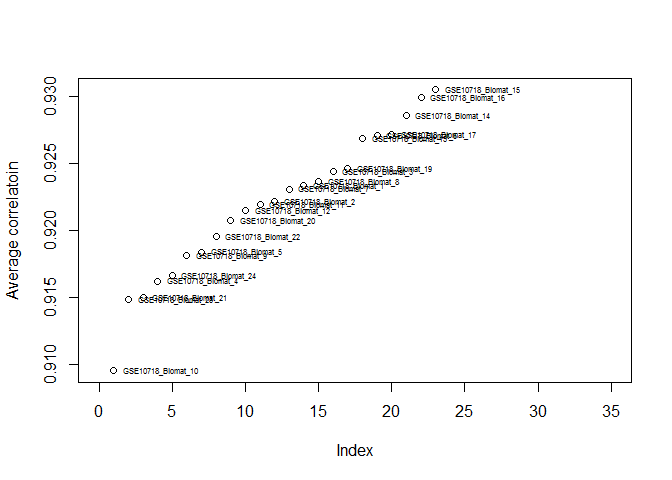 GSE10718_Biomat_15
GSE10718_Biomat_16
GSE10718_Biomat_14
GSE10718_Biomat_17
GSE10718_Biomat_19
GSE10718_Biomat_8
GSE10718_Biomat_2
GSE10718_Biomat_12
GSE10718_Biomat_20
GSE10718_Biomat_22
GSE10718_Biomat_5
GSE10718_Biomat_9
GSE10718_Biomat_24
GSE10718_Biomat_4
GSE10718_Biomat_21
GSE10718_Biomat_10
0.930
0.925
0.920
0.915
0.910
Average correlatoin
0 5 10 15 20 25 30 35
Index